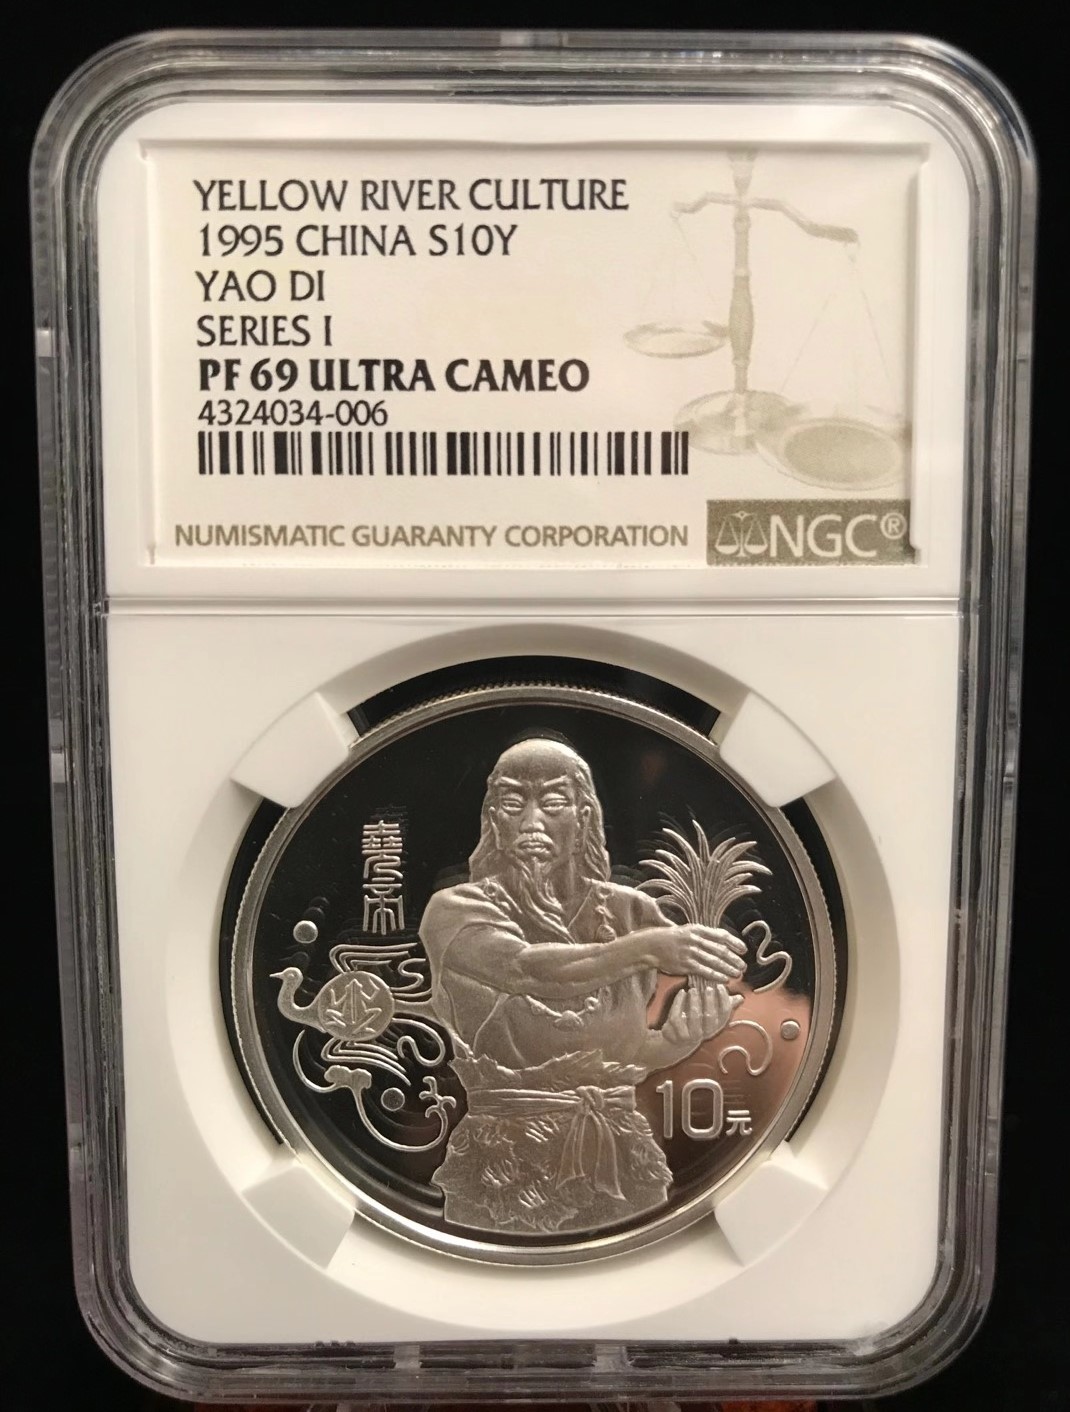 YELLOW RIVER CULTURE
1995 CHINA S10Y
YAO DI
SERIES I
PF 69 ULTRA CAMEO
4324034-006
NUMISMATIC GUARANTY CORPORATION
NGC®
堯帝
10元